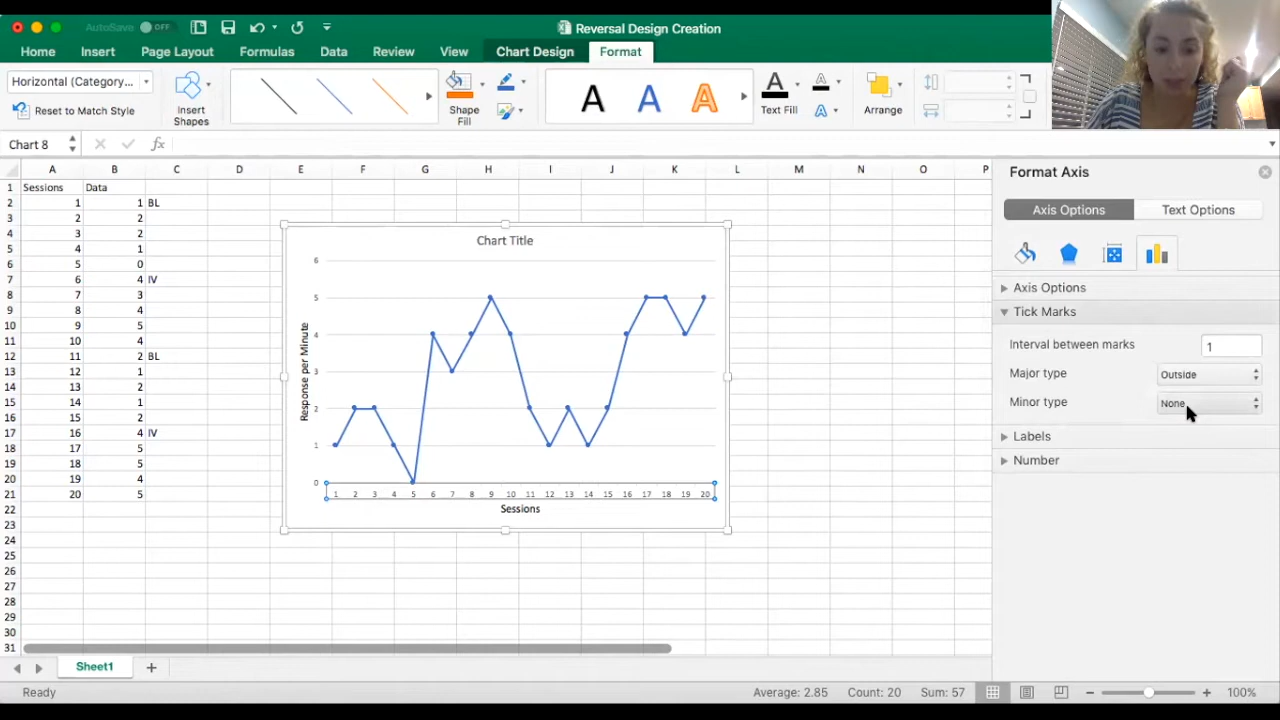 AutoSave OFF Reversal Design Creation
Home Insert Page Layout Formulas Data Review View Chart Design Format
Horizontal (Category...
Reset to Match Style
Insert Shapes
Shape Fill
A A A
Text Fill
Arrange
Chart 8 fx
A B C D E F G H I J K L M N O P
1 Sessions Data
2 1 1 BL
3 2 2
4 3 2
5 4 1
6 5 0
7 6 4 IV
8 7 3
9 8 4
10 9 5
11 10 4
12 11 2 BL
13 12 1
14 13 2
15 14 1
16 15 2
17 16 4 IV
18 17 5
19 18 5
20 19 4
21 20 5
22
23
24
25
26
27
28
29
30
31
Chart Title
6
5
4
3
2
1
0
Response per Minute
1 2 3 4 5 6 7 8 9 10 11 12 13 14 15 16 17 18 19 20
Sessions
Format Axis
Axis Options Text Options
Axis Options
Tick Marks
Interval between marks 1
Major type Outside
Minor type None
Labels
Number
Sheet1
Ready Average: 2.85 Count: 20 Sum: 57 100%